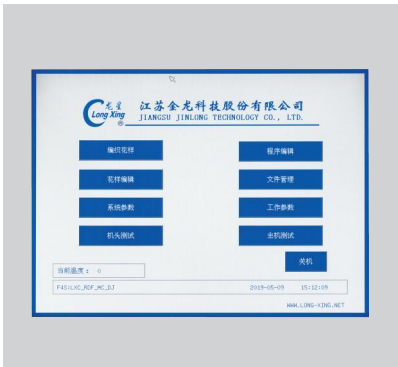 龙星
Long Xing
®
江苏金龙科技股份有限公司
JIANGSU JINLONG TECHNOLOGY CO., LTD.
编织花样
程序编辑
花样编辑
文件管理
系统参数
工作参数
机头测试
主机测试
关机
当前温度： 0
F4S:LXC_RDF_MC_DJ
2019-05-09 15:12:09
WWW.LONG-XING.NET